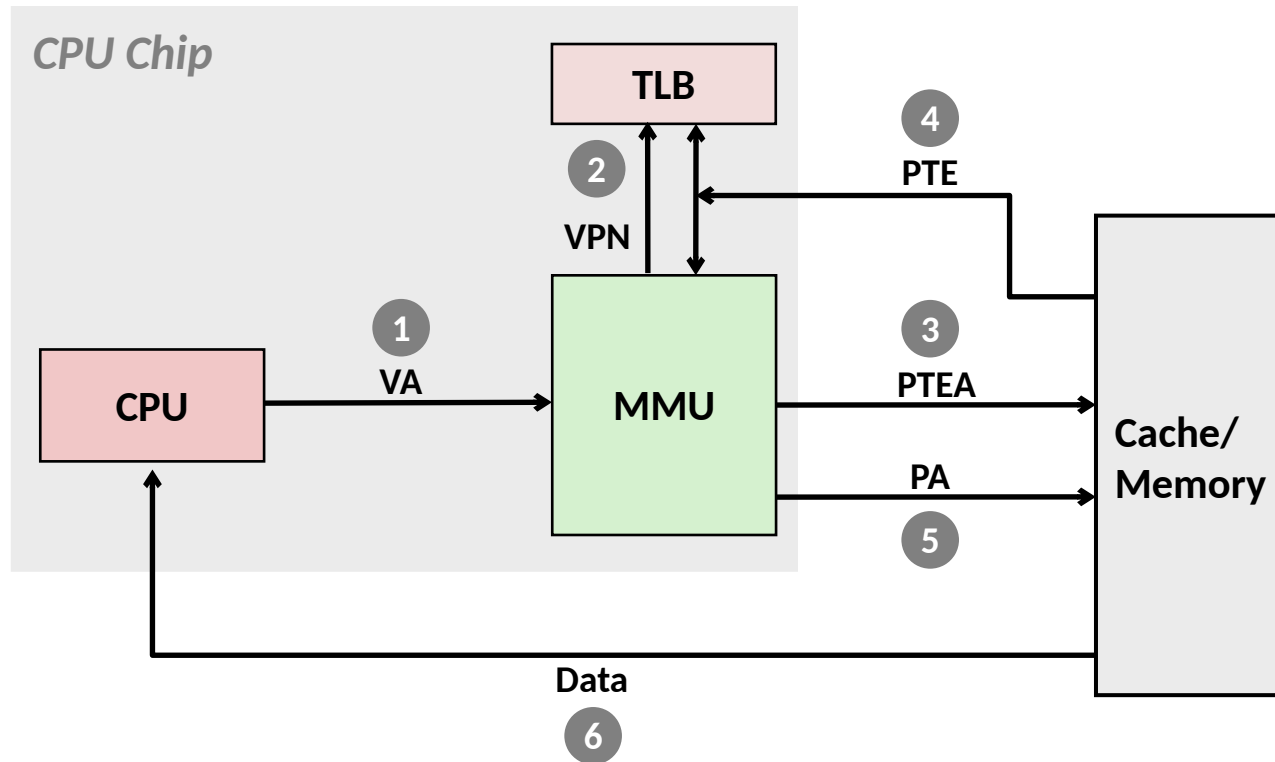 CPU Chip
TLB
4
PTE
2
VPN
1
VA
3
PTEA
CPU
MMU
Cache/
Memory
PA
5
Data
6